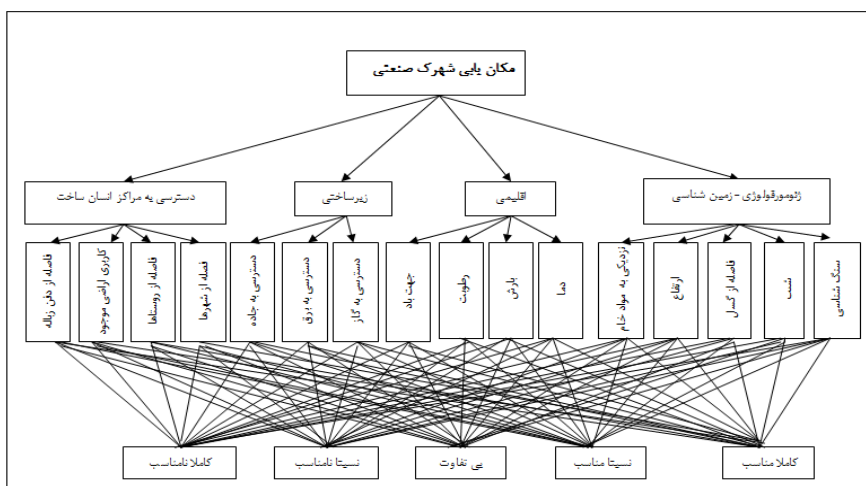 مکان یابی شهرک صنعتی
ژئومورقولوژی - زمین شناسی
اقلیمی
زیرساختی
دسترسی به مراکز انسان ساخت
سنگ شناسی
شیب
فاصله از گسل
ارتفاع
نزدیکی به مواد خام
دما
بارش
رطوبت
جهت باد
دسترسی به گاز
دسترسی به برق
دسترسی به جاده
فصله از شهرها
فاصله از روستاها
کاربری اراضی موجود
فاصله از دفن زباله
کاملا مناسب
نسیتا مناسب
بی تفاوت
نسیتا نامناسب
کاملا نامناسب